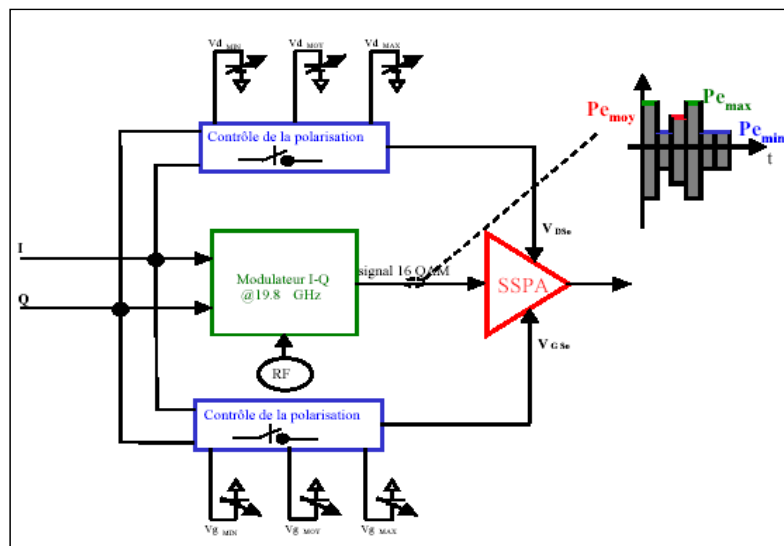 Vd MIN
Vd MOY
Vd MAX
Pe moy
Pe max
Pe min
t
Contrôle de la polarisation
V DSo
I
Q
Modulateur I-Q
@19.8 GHz
signal 16 QAM
SSPA
RF
V G So
Contrôle de la polarisation
Vg MIN
Vg MOY
Vg MAX